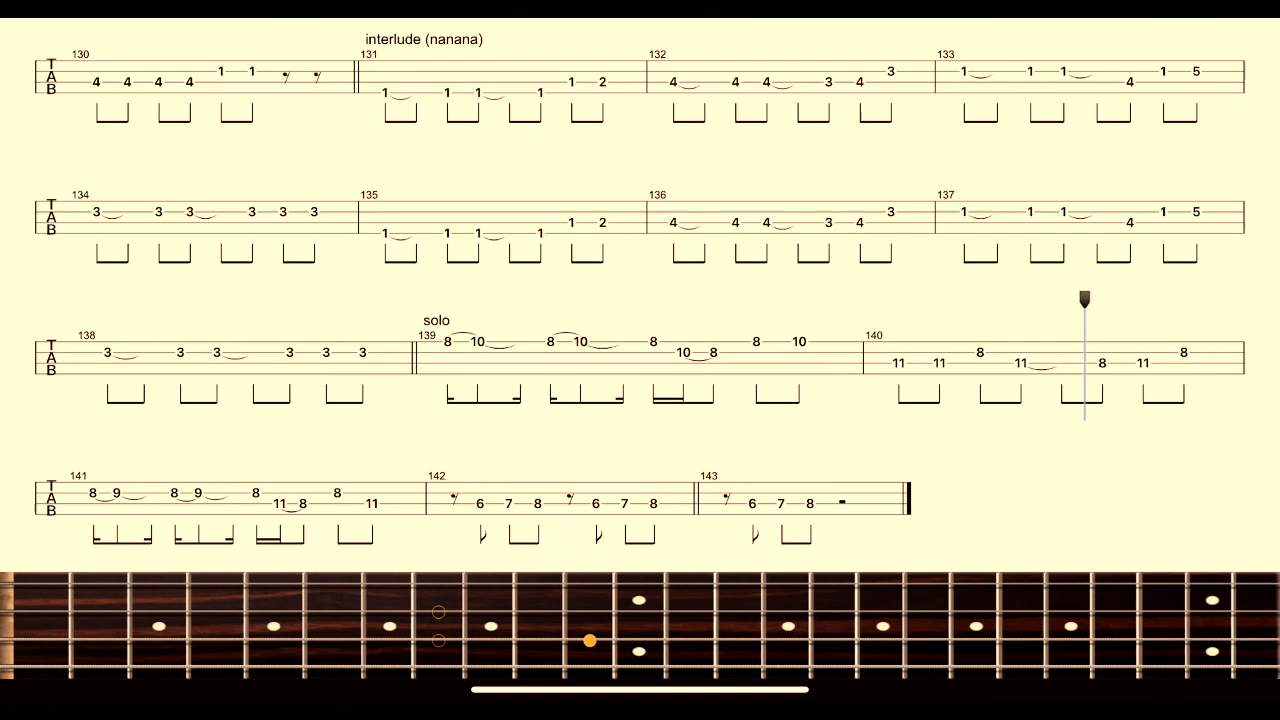 interlude (nanana)
130 131 132 133
T
A
B
4 4 4 4 1 1 1 1 1 1 1 2 4 4 4 3 4 3 1 1 1 4 1 5
134 135 136 137
T
A
B
3 3 3 3 3 3 1 1 1 1 1 2 4 4 4 3 4 3 1 1 1 4 1 5
solo
138 139 140
T
A
B
3 3 3 3 3 3 8 10 8 10 8 10 8 8 10 11 11 8 11 8 11 8
141 142 143
T
A
B
8 9 8 9 8 11 8 8 11 6 7 8 6 7 8 6 7 8